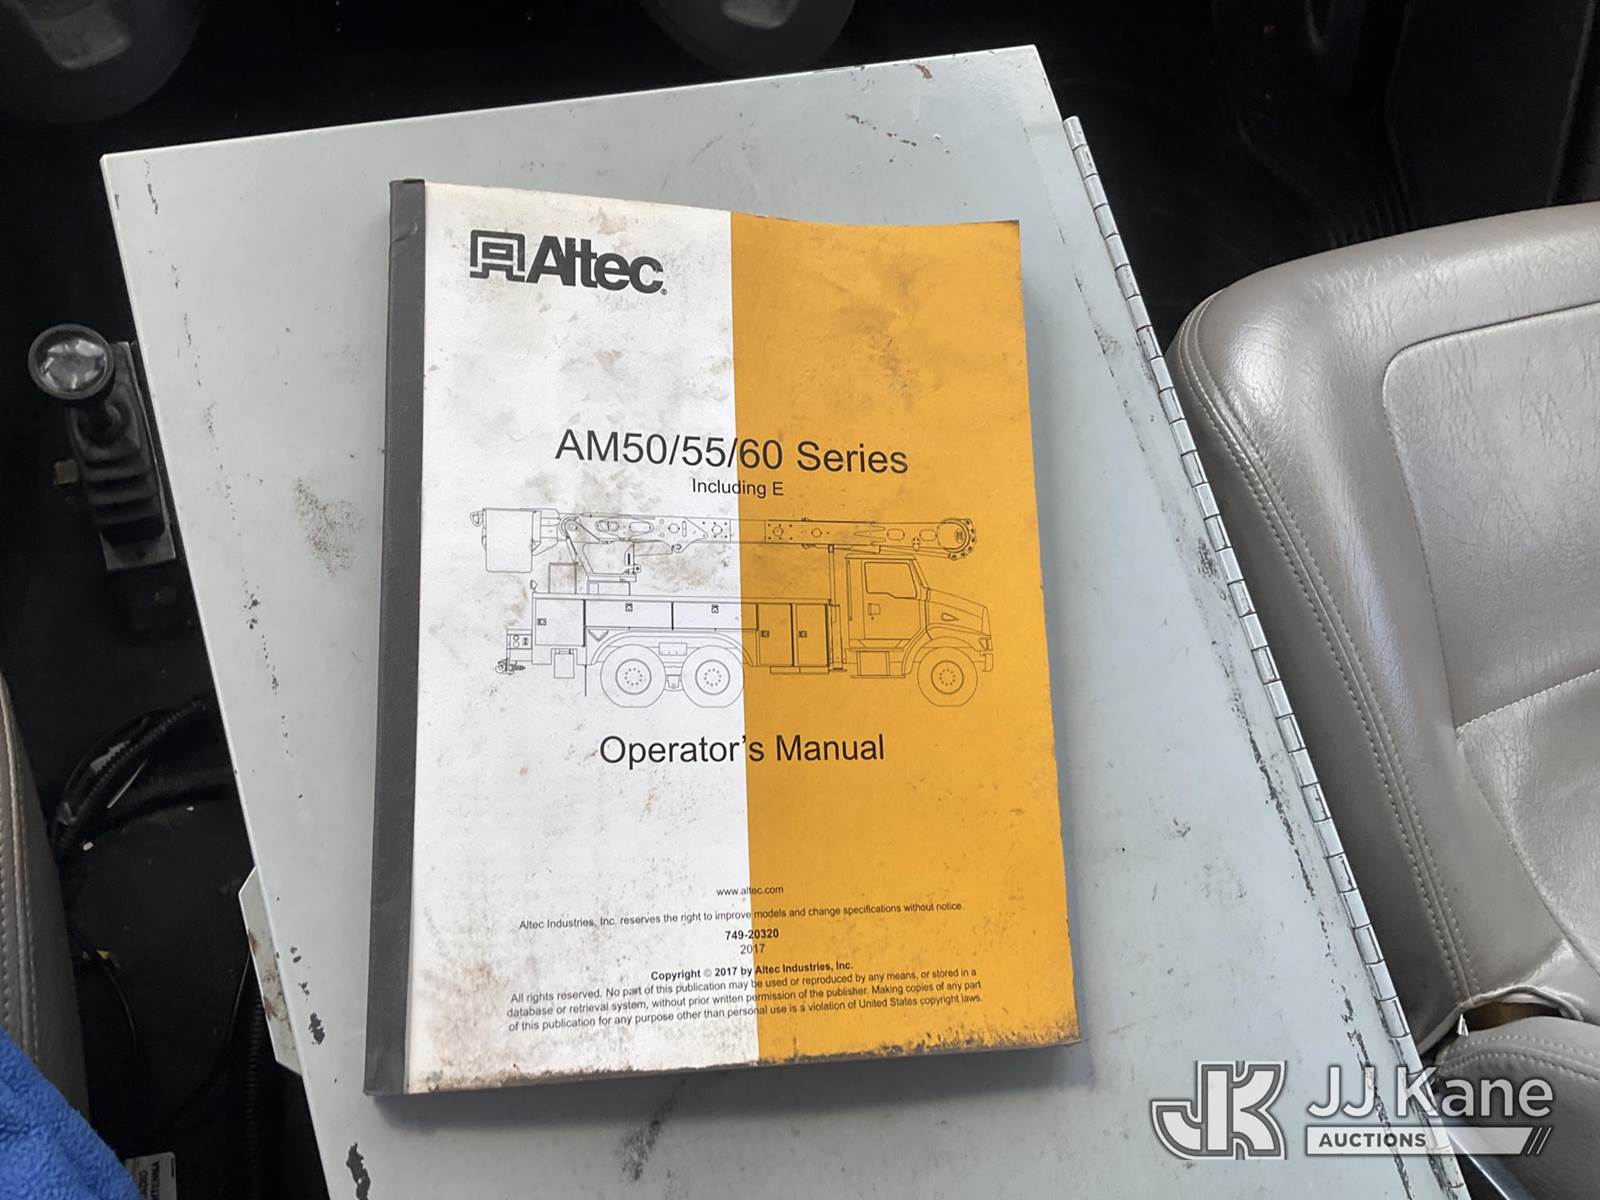 Altec®
AM50/55/60 Series
Including E
Operator's Manual
www.altec.com
Altec Industries, Inc. reserves the right to improve models and change specifications without notice.
749-20320
2017
Copyright © 2017 by Altec Industries, Inc.
All rights reserved. No part of this publication may be used or reproduced by any means, or stored in a
database or retrieval system, without prior written permission of the publisher. Making copies of any part
of this publication for any purpose other than personal use is a violation of United States copyright laws.
JK
JJ Kane
AUCTIONS